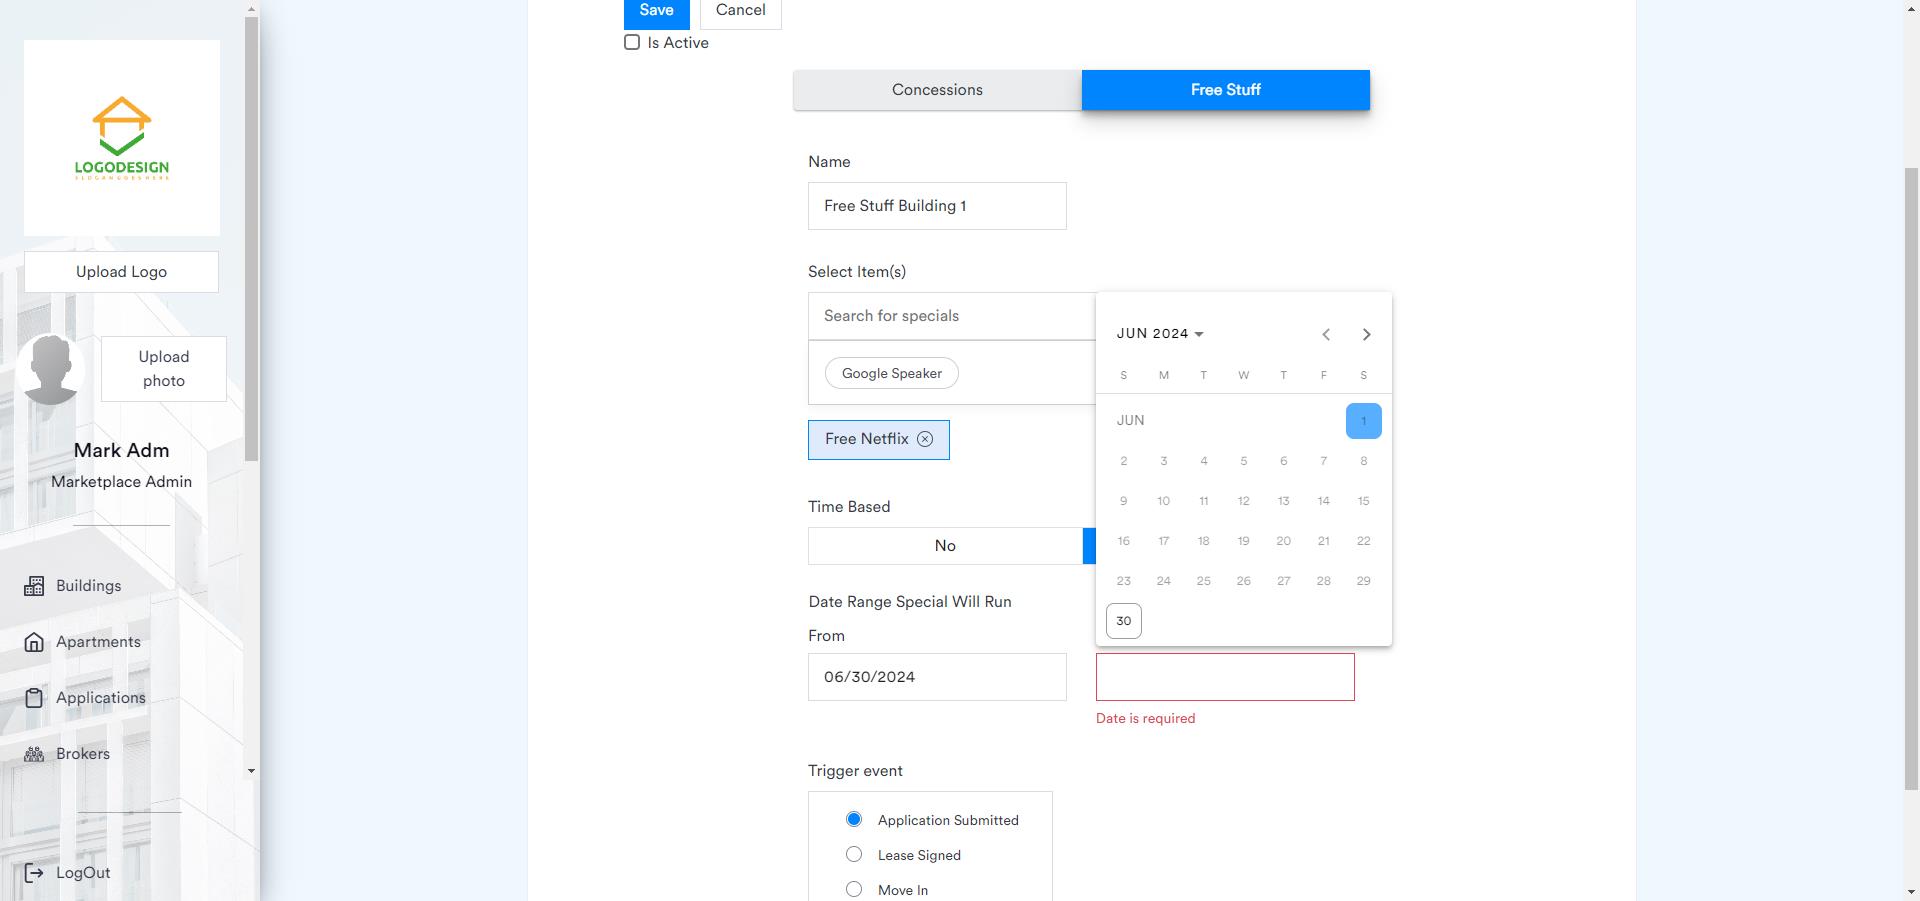 Save
Cancel
Is Active
LOGODESIGN
Upload Logo
Upload
photo
Mark Adm
Marketplace Admin
Buildings
Apartments
Applications
Brokers
LogOut
Concessions
Free Stuff
Name
Free Stuff Building 1
Select Item(s)
Search for specials
Google Speaker
Free Netflix
Time Based
No
Date Range Special Will Run
From
06/30/2024
JUN 2024
S M T W T F S
JUN 1
2 3 4 5 6 7 8
9 10 11 12 13 14 15
16 17 18 19 20 21 22
23 24 25 26 27 28 29
30
Date is required
Trigger event
Application Submitted
Lease Signed
Move In